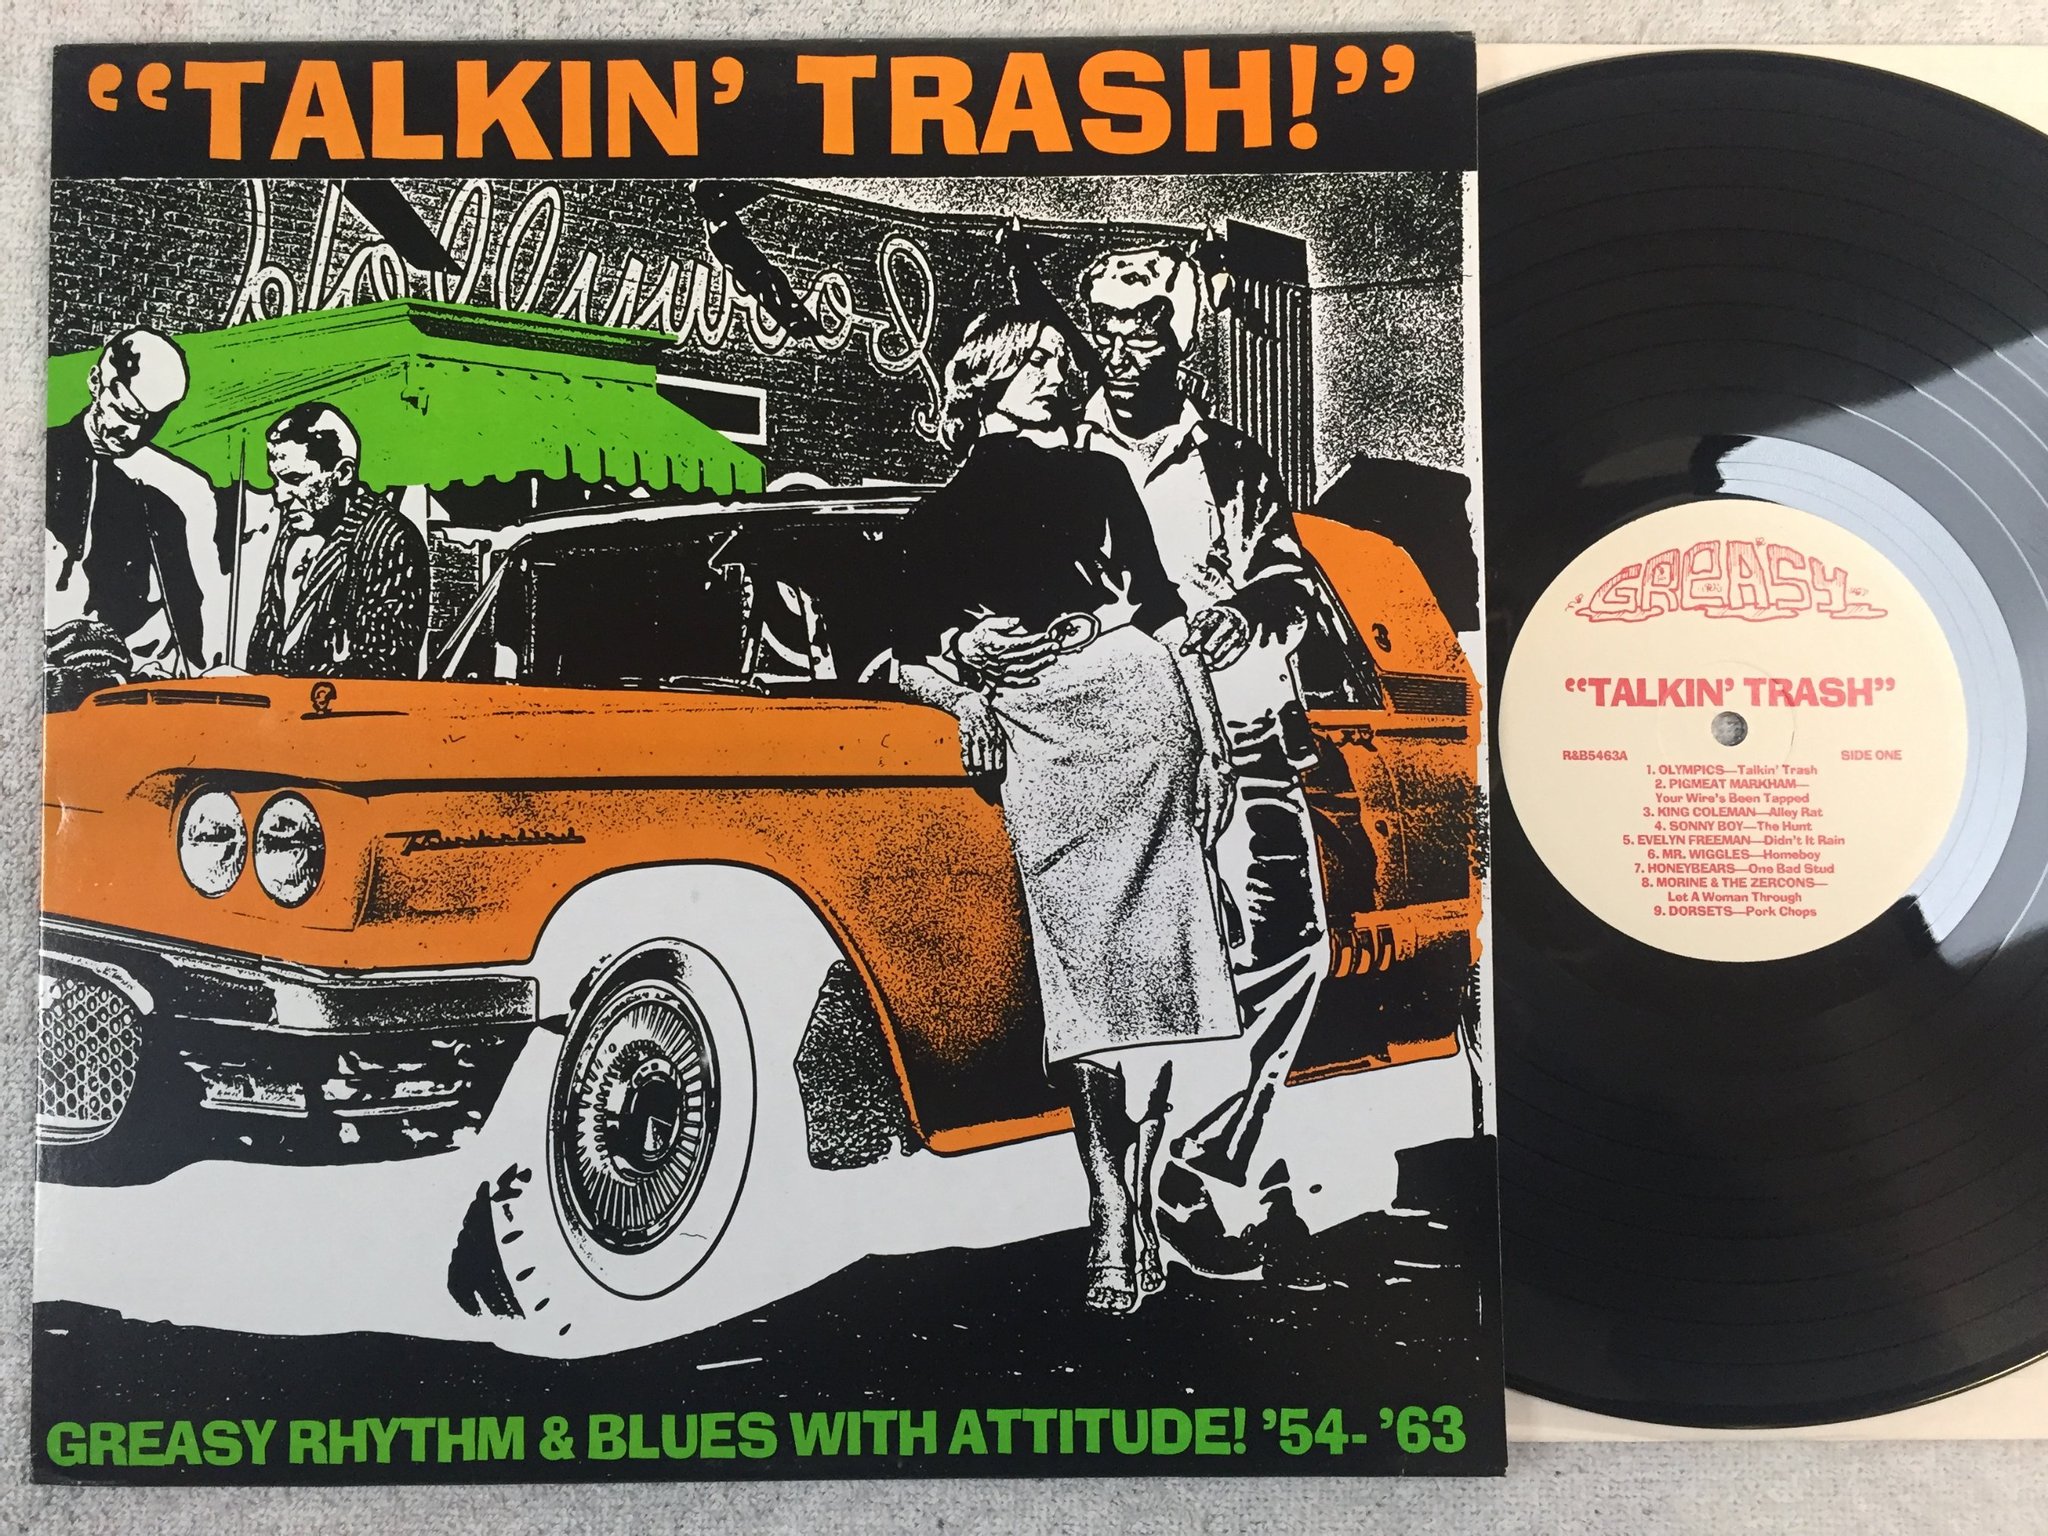 “TALKIN’ TRASH!”
Hollywood
Thunderbird
3
GREASY RHYTHM & BLUES WITH ATTITUDE! ’54- ’63
GREASY
“TALKIN’ TRASH”
R&B5463A SIDE ONE
1. OLYMPICS—Talkin’ Trash
2. PIGMEAT MARKHAM—
Your Wire’s Been Tapped
3. KING COLEMAN—Alley Rat
4. SONNY BOY—The Hunt
5. EVELYN FREEMAN—Didn’t It Rain
6. MR. WIGGLES—Homeboy
7. HONEYBEARS—One Bad Stud
8. MORINE & THE ZERCONS—
Let A Woman Through
9. DORSETS—Pork Chops